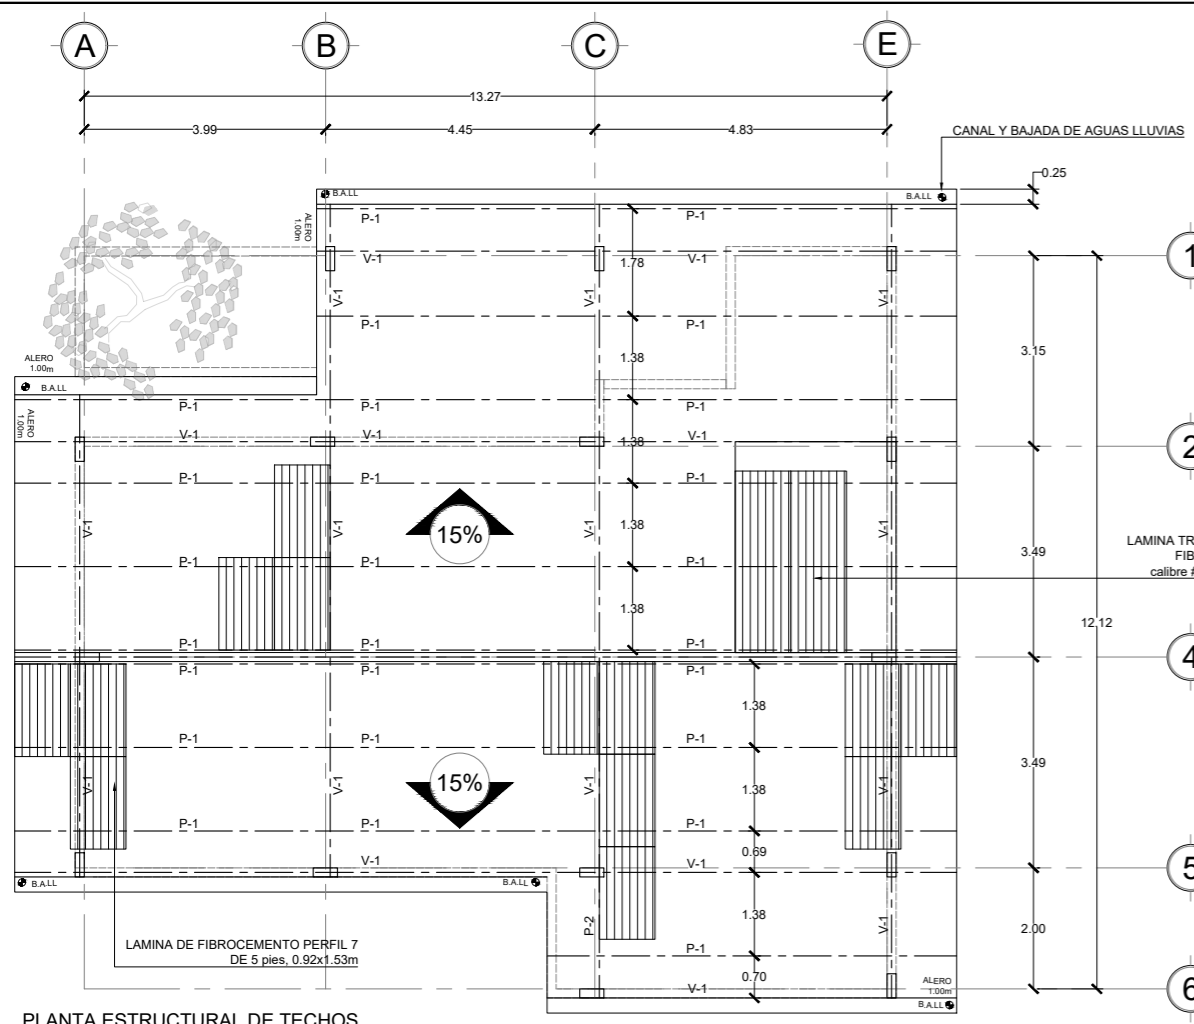 A
B
C
E
13.27
3.99
4.45
4.83
CANAL Y BAJADA DE AGUAS LLUVIAS
0.25
B.A.LL
B.A.LL
P-1
P-1
ALERO
1.00m
V-1
V-1
1.78
1
V-1
V-1
V-1
P-1
P-1
3.15
ALERO
1.00m
1.38
B.A.LL
P-1
P-1
P-1
ALERO
1.00m
V-1
V-1
1.38
V-1
2
P-1
P-1
P-1
15%
V-1
V-1
1.38
V-1
V-1
3.49
LAMINA TR
FIB
calibre #
P-1
P-1
P-1
1.38
12.12
P-1
P-1
P-1
4
P-1
P-1
P-1
1.38
P-1
P-1
P-1
3.49
15%
V-1
V-1
V-1
1.38
V-1
P-1
P-1
P-1
0.69
V-1
V-1
5
B.A.LL
B.A.LL
P-2
1.38
V-1
2.00
LAMINA DE FIBROCEMENTO PERFIL 7
DE 5 pies, 0.92x1.53m
P-1
0.70
V-1
ALERO
1.00m
6
B.A.LL
PLANTA ESTRUCTURAL DE TECHOS